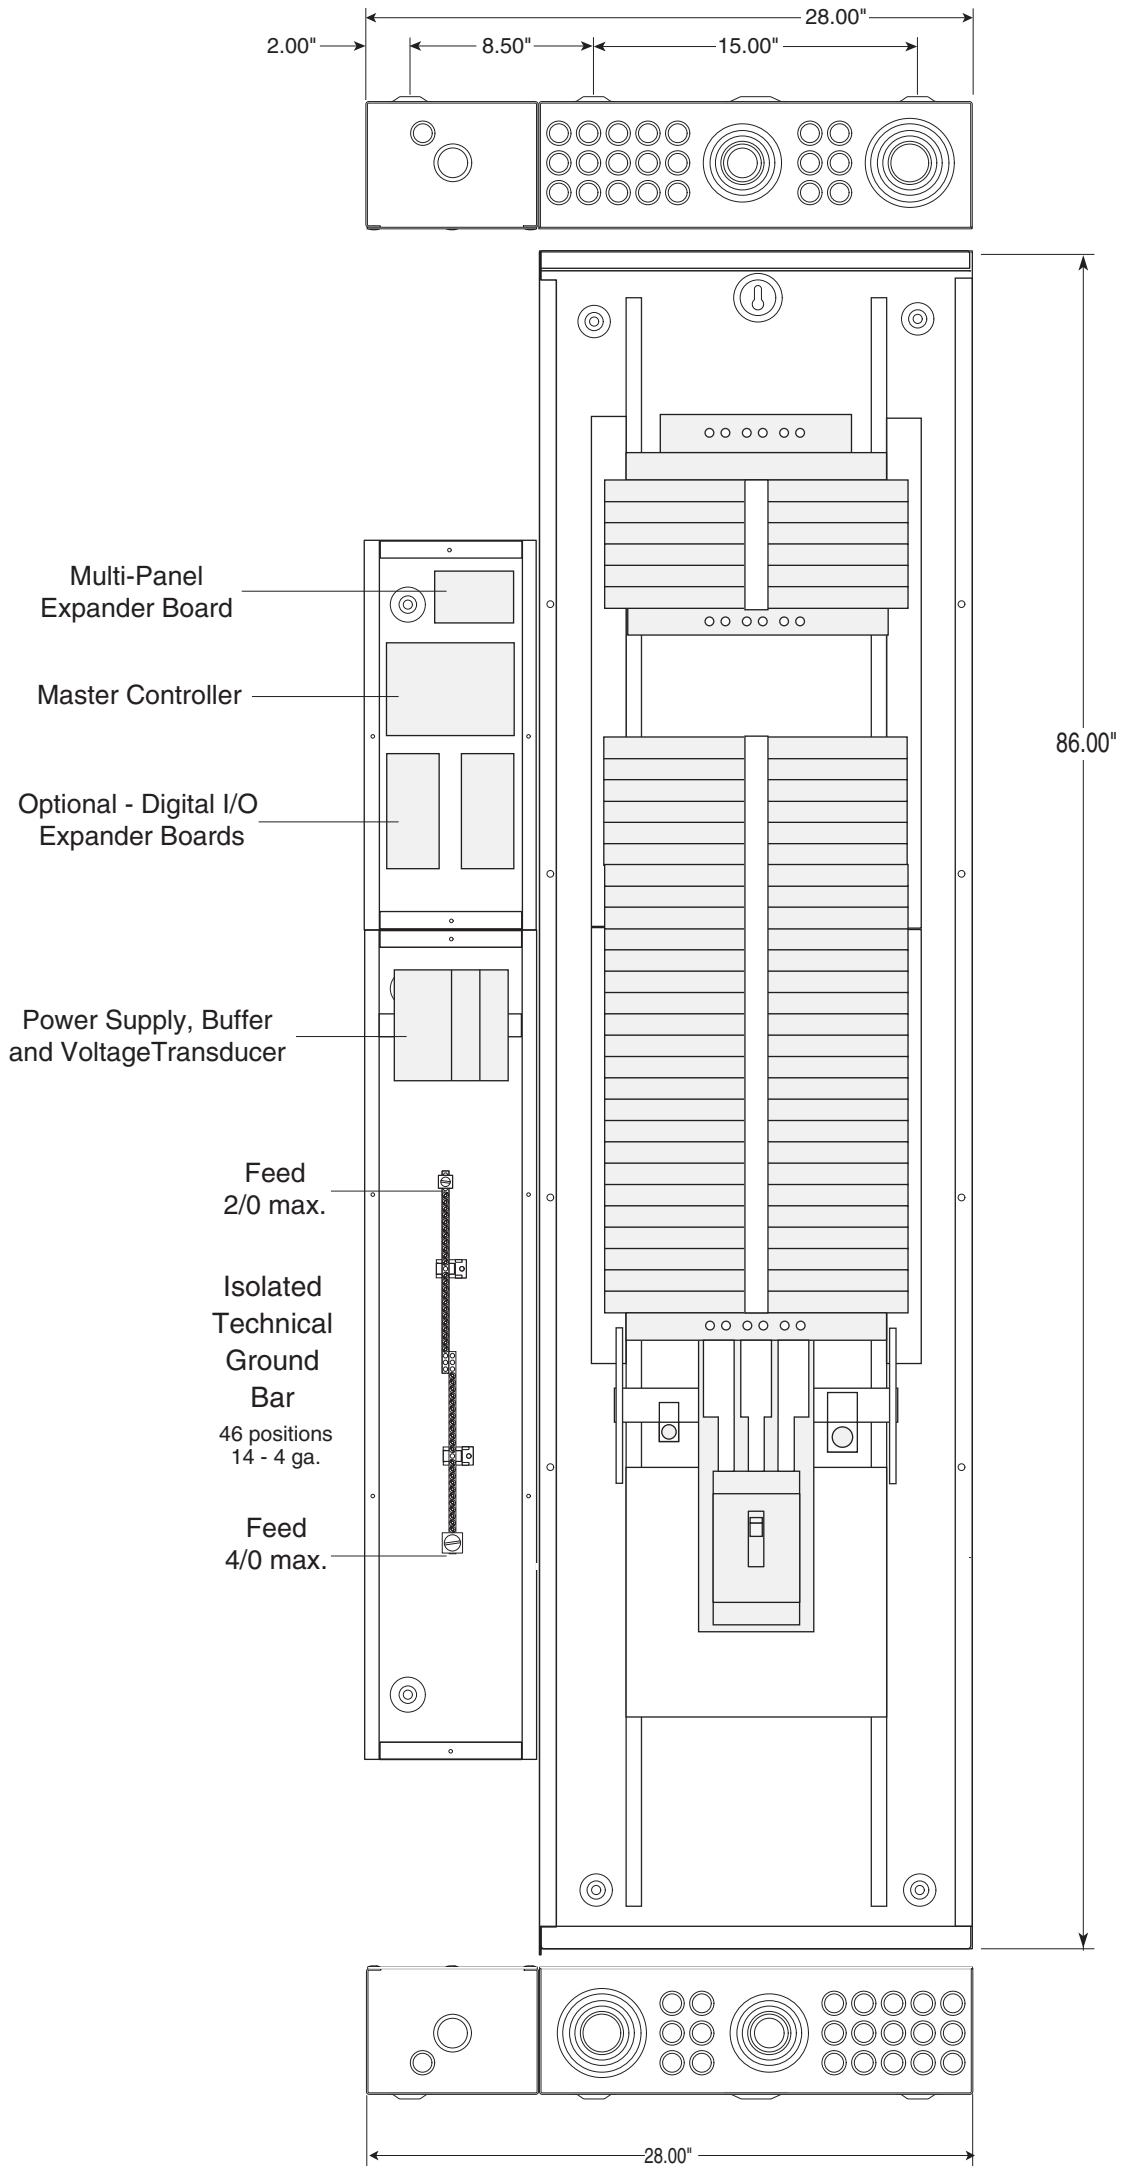 28.00"
2.00"
8.50"
15.00"
Multi-Panel
Expander Board
Master Controller
86.00"
Optional - Digital I/O
Expander Boards
Power Supply, Buffer
and VoltageTransducer
Feed
2/0 max.
Isolated
Technical
Ground
Bar
46 positions
14 - 4 ga.
Feed
4/0 max.
28.00"